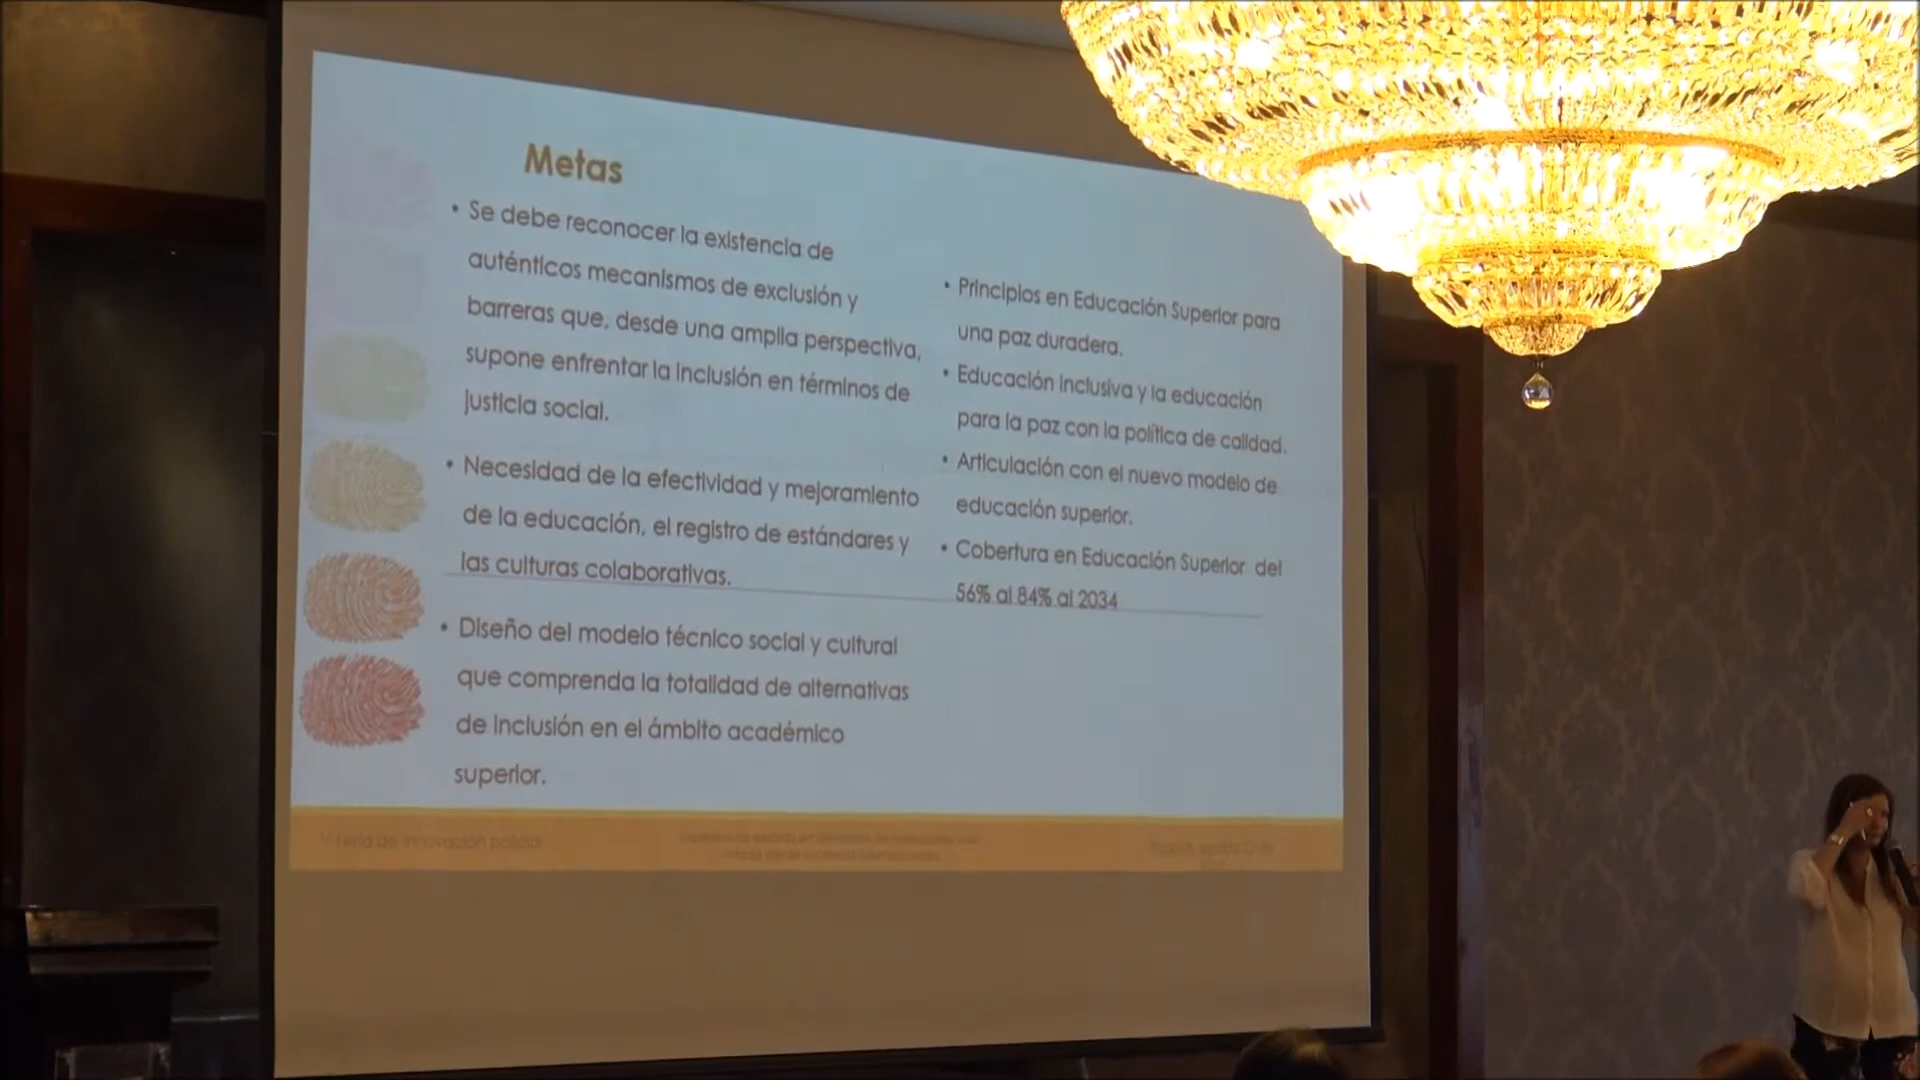 Metas
• Se debe reconocer la existencia de
auténticos mecanismos de exclusión y
barreras que, desde una amplia perspectiva,
supone enfrentar la inclusión en términos de
justicia social.
• Necesidad de la efectividad y mejoramiento
de la educación, el registro de estándares y
las culturas colaborativas.
• Diseño del modelo técnico social y cultural
que comprenda la totalidad de alternativas
de inclusión en el ámbito académico
superior.
• Principios en Educación Superior para
una paz duradera.
• Educación inclusiva y la educación
para la paz con la política de calidad.
• Articulación con el nuevo modelo de
educación superior.
• Cobertura en Educación Superior del
56% al 84% al 2034
de innovación